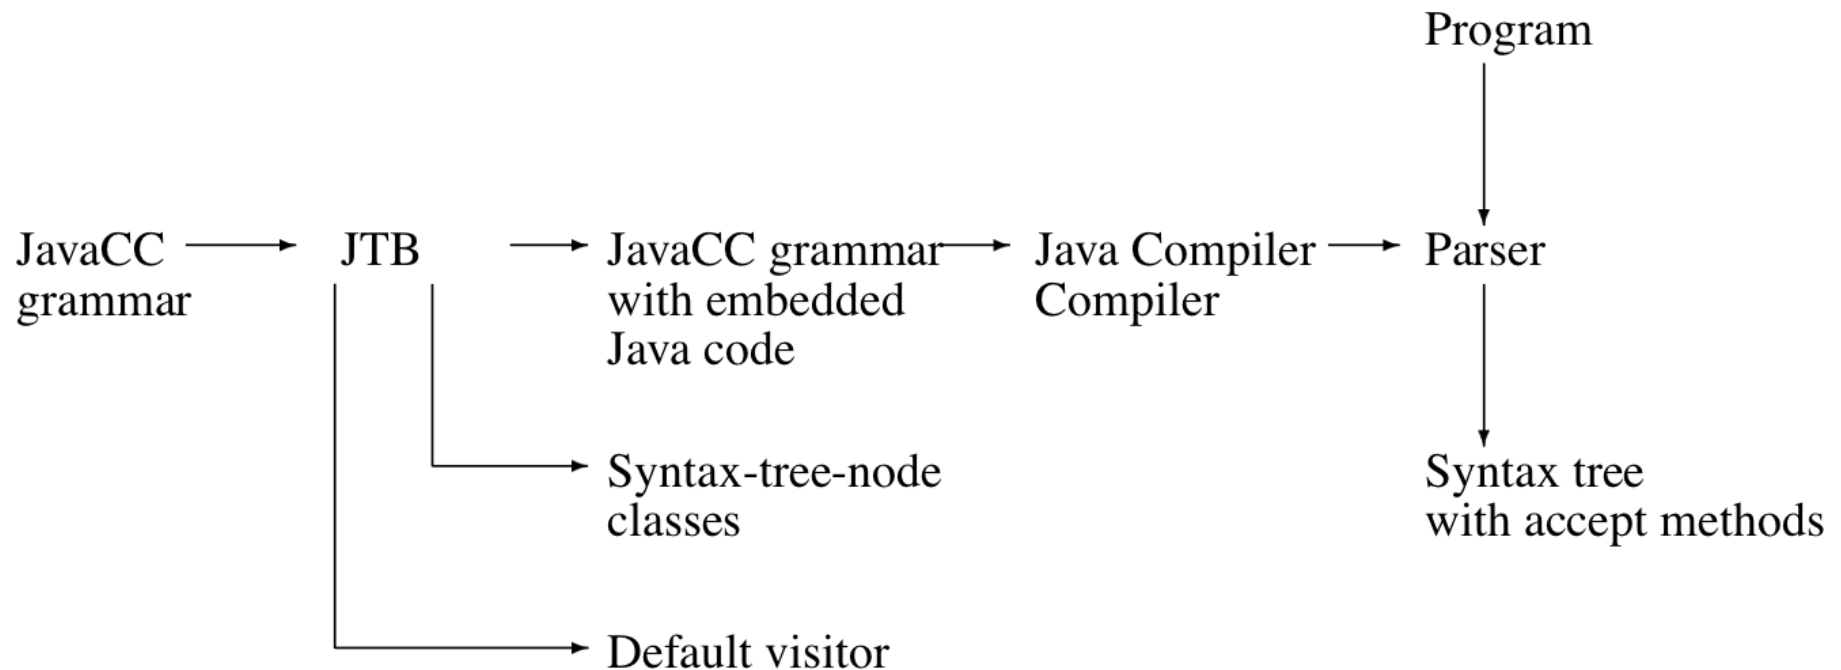 Program
JavaCC
grammar
JTB
JavaCC grammar
with embedded
Java code
Java Compiler
Compiler
Parser
Syntax-tree-node
classes
Syntax tree
with accept methods
Default visitor